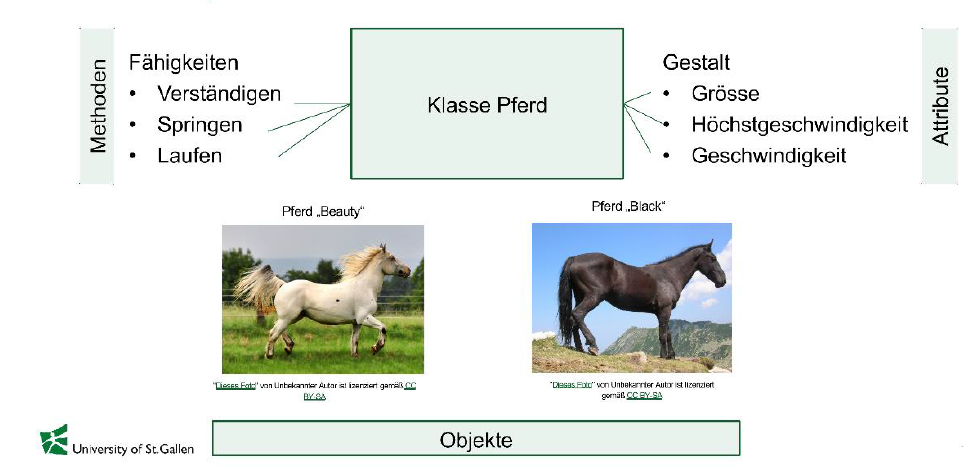 Methoden
Fähigkeiten
• Verständigen
• Springen
• Laufen
Klasse Pferd
Gestalt
• Grösse
• Höchstgeschwindigkeit
• Geschwindigkeit
Attribute
Pferd „Beauty“
Pferd „Black“
"Dieses Foto" von Unbekannter Autor ist lizenziert gemäß CC
BY-SA
"Dieses Foto" von Unbekannter Autor ist lizenziert
gemäß CC BY-SA
University of St.Gallen
Objekte